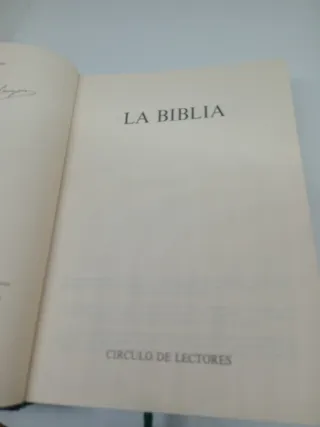 LA BIBLIA
CIRCULO DE LECTORES